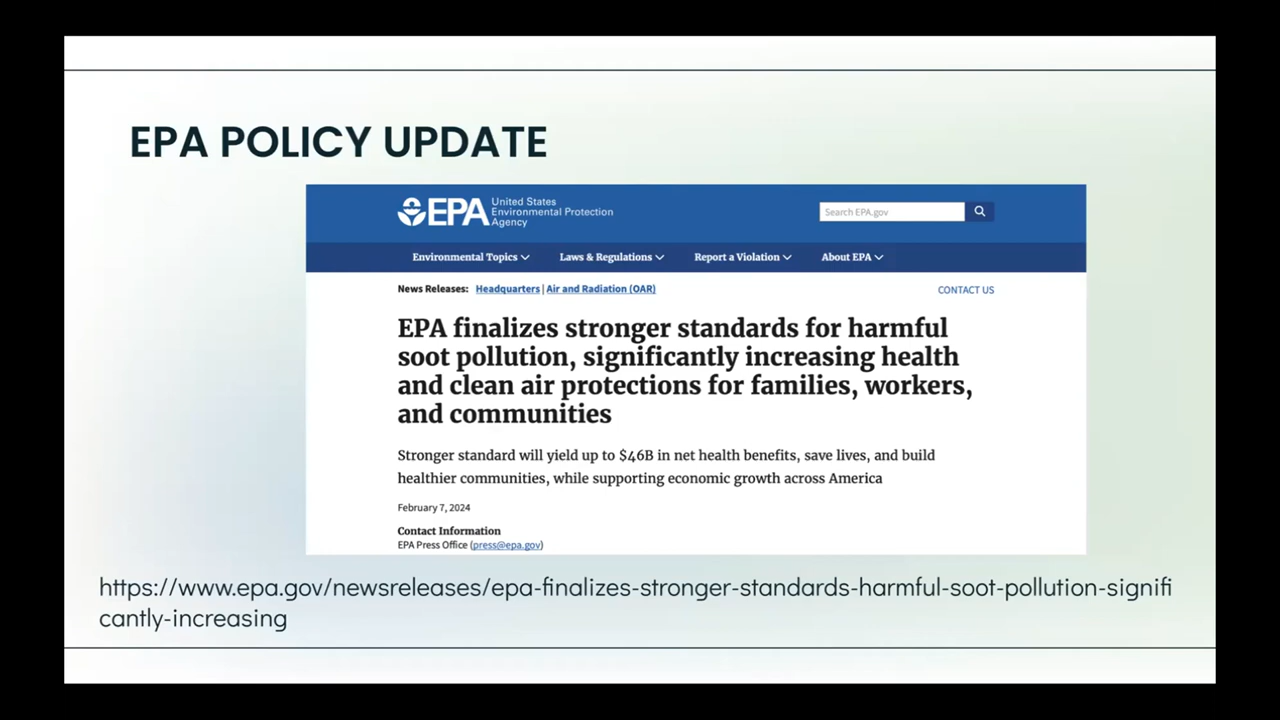 EPA POLICY UPDATE
EPA
United States
Environmental Protection
Agency
Search EPA.gov
Environmental Topics
Laws & Regulations
Report a Violation
About EPA
News Releases: Headquarters | Air and Radiation (OAR)
CONTACT US
EPA finalizes stronger standards for harmful
soot pollution, significantly increasing health
and clean air protections for families, workers,
and communities
Stronger standard will yield up to $46B in net health benefits, save lives, and build
healthier communities, while supporting economic growth across America
February 7, 2024
Contact Information
EPA Press Office (press@epa.gov)
https://www.epa.gov/newsreleases/epa-finalizes-stronger-standards-harmful-soot-pollution-signifi
cantly-increasing